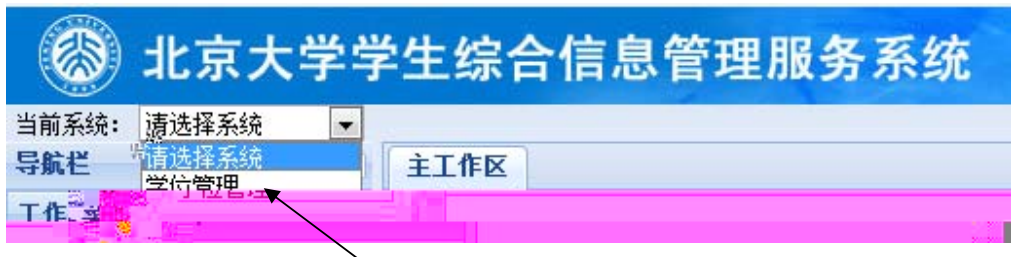 北京大学学生综合信息管理服务系统
当前系统： 请选择系统
导航栏 请选择系统 主工作区
学位管理
工作